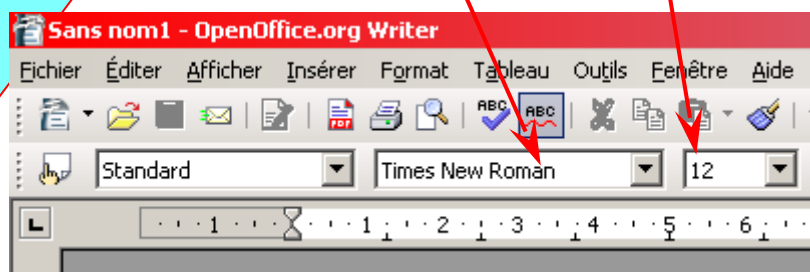 Sans nom1 - OpenOffice.org Writer
Fichier Éditer Afficher Insérer Format Tableau Outils Fenêtre Aide
PDF ABC ABC
Standard Times New Roman 12
L 1 1 2 3 4 5 6